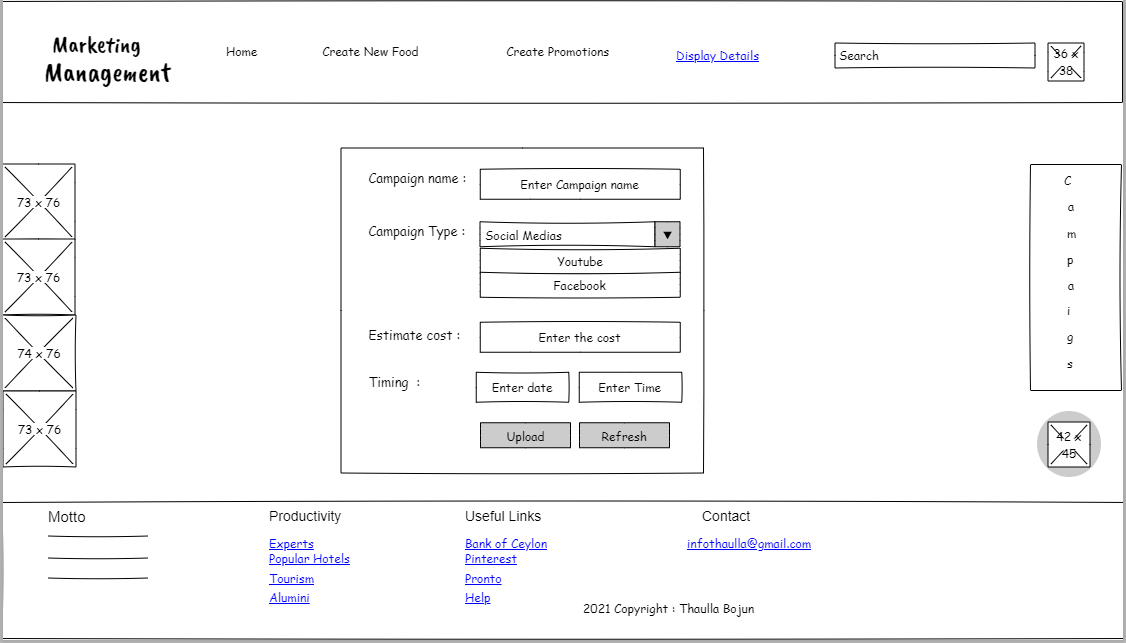 Marketing
Management
Home
Create New Food
Create Promotions
Display Details
Search
36 x
38
73 x 76
73 x 76
74 x 76
73 x 76
Campaign name :
Enter Campaign name
Campaign Type :
Social Medias
Youtube
Facebook
Estimate cost :
Enter the cost
Timing :
Enter date
Enter Time
Upload
Refresh
C
a
m
p
a
i
g
s
42 x
45
Motto
Productivity
Experts
Popular Hotels
Tourism
Alumini
Useful Links
Bank of Ceylon
Pinterest
Pronto
Help
Contact
infothaulla@gmail.com
2021 Copyright : Thaulla Bojun